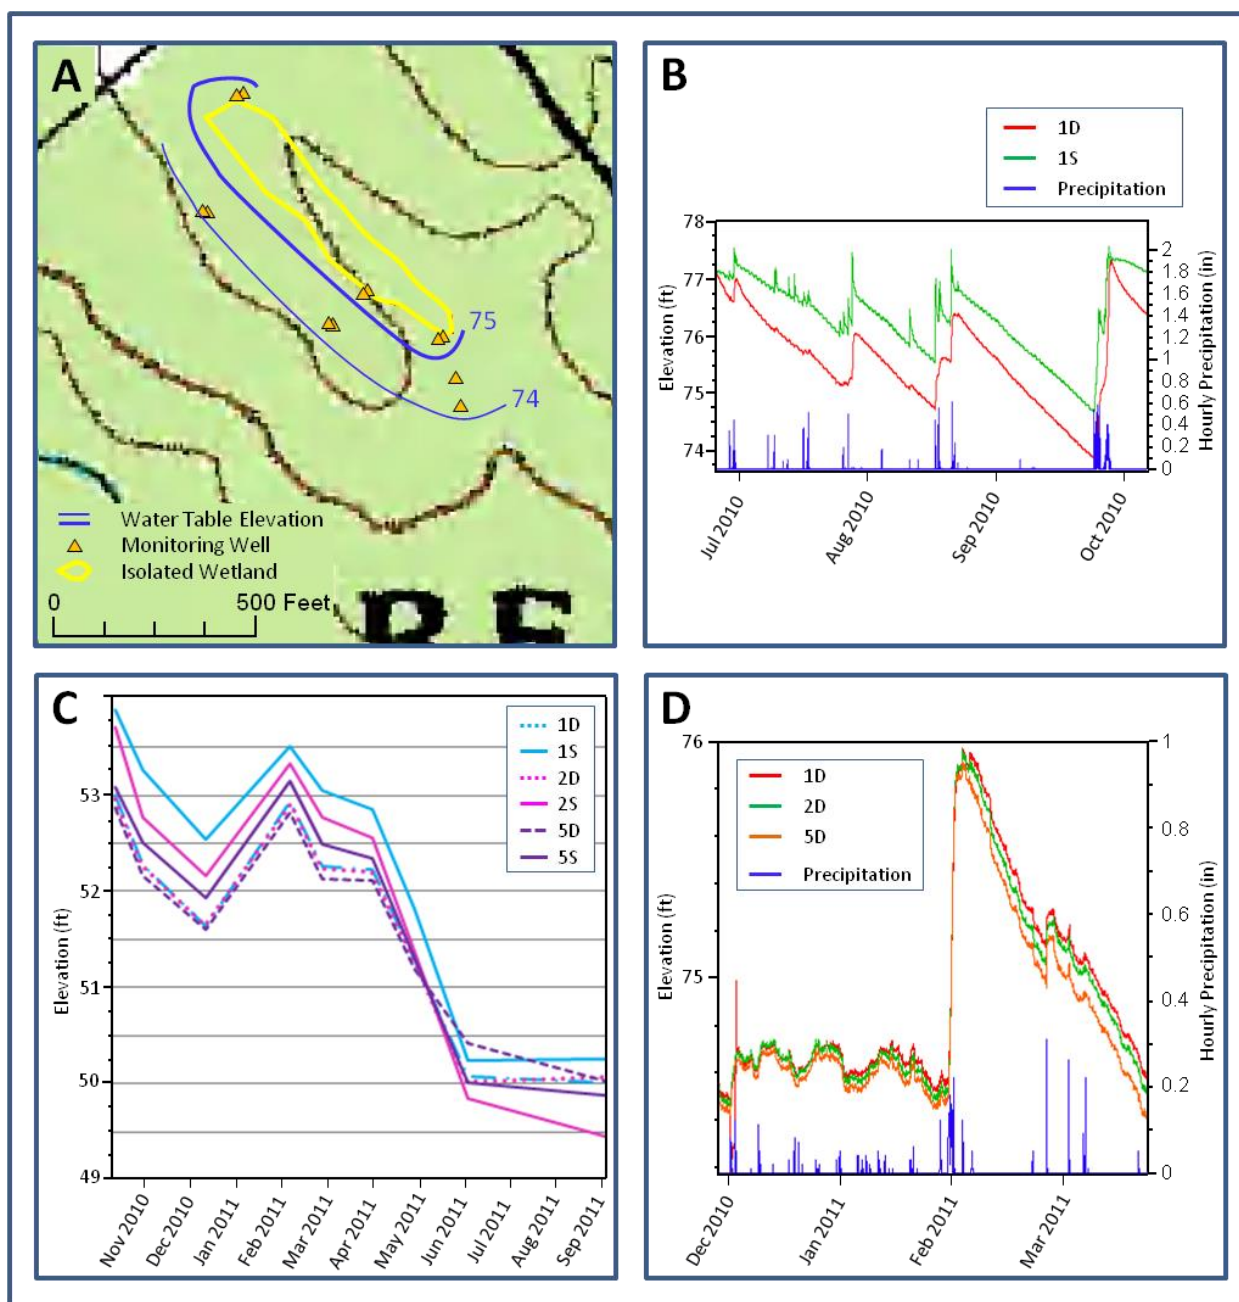 A
75
74
Water Table Elevation
Monitoring Well
Isolated Wetland
0 500 Feet
B
1D
1S
Precipitation
78
77
76
75
74
Elevation (ft)
2
1.8
1.6
1.4
1.2
1
0.8
0.6
0.4
0.2
0
Hourly Precipitation (in)
Jul 2010
Aug 2010
Sep 2010
Oct 2010
C
1D
1S
2D
2S
5D
5S
53
52
51
50
49
Elevation (ft)
Nov 2010
Dec 2010
Jan 2011
Feb 2011
Mar 2011
Apr 2011
May 2011
Jun 2011
Jul 2011
Aug 2011
Sep 2011
D
1D
2D
5D
Precipitation
76
75
Elevation (ft)
1
0.8
0.6
0.4
0.2
0
Hourly Precipitation (in)
Dec 2010
Jan 2011
Feb 2011
Mar 2011